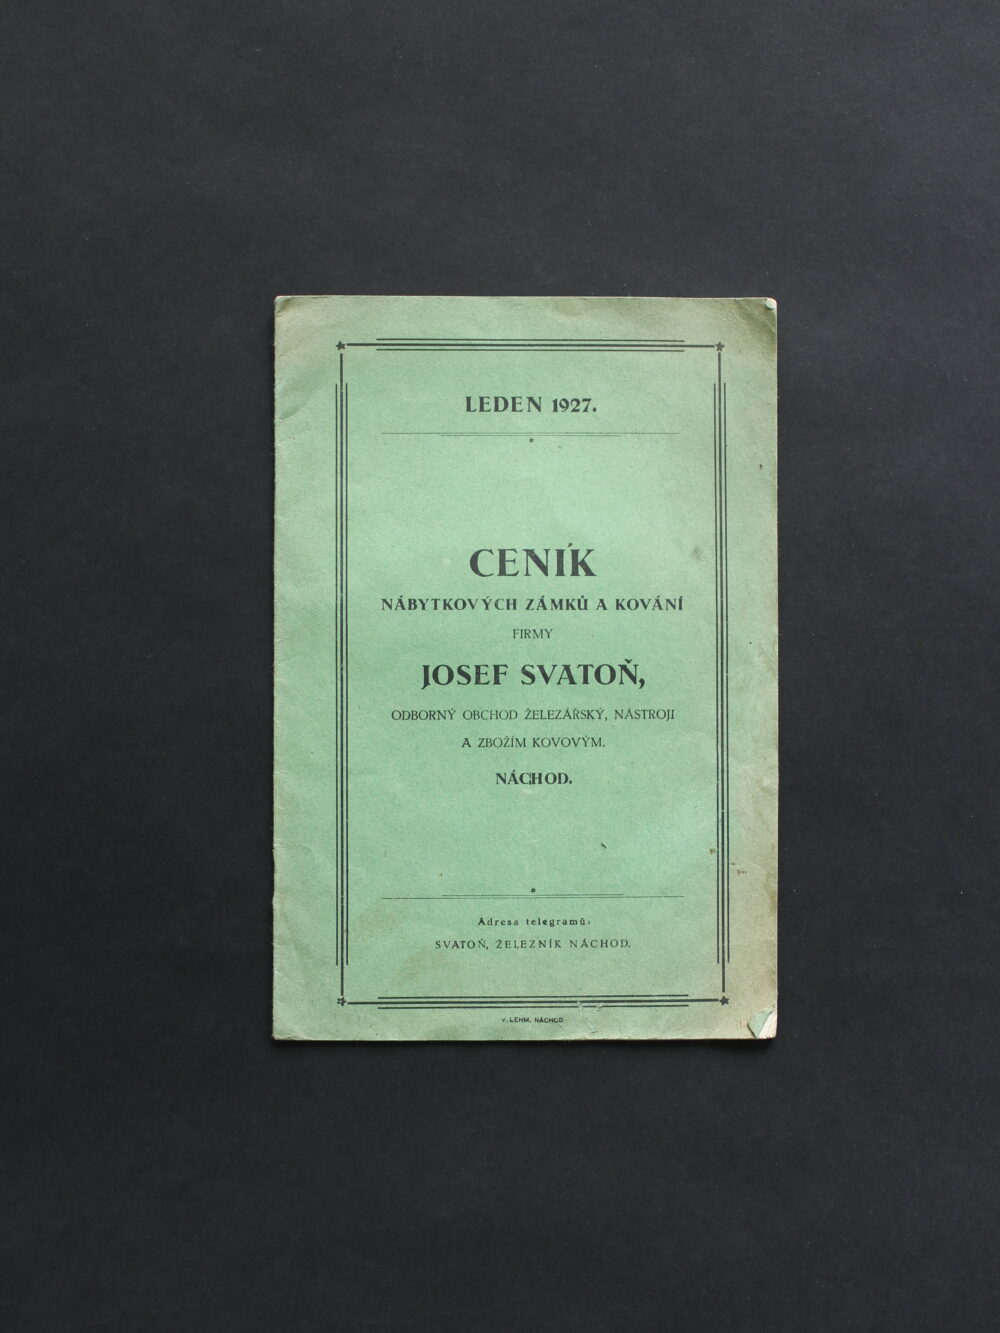 LEDEN 1927.
CENÍK
NÁBYTKOVÝCH ZÁMKŮ A KOVÁNÍ
FIRMY
JOSEF SVATOŇ,
ODBORNÝ OBCHOD ŽELEZÁŘSKÝ, NÁSTROJI
A ZBOŽÍM KOVOVÝM.
NÁCHOD.
Adresa telegramů:
SVATOŇ, ŽELEZNÍK NÁCHOD.
V. LEHM, NÁCHOD